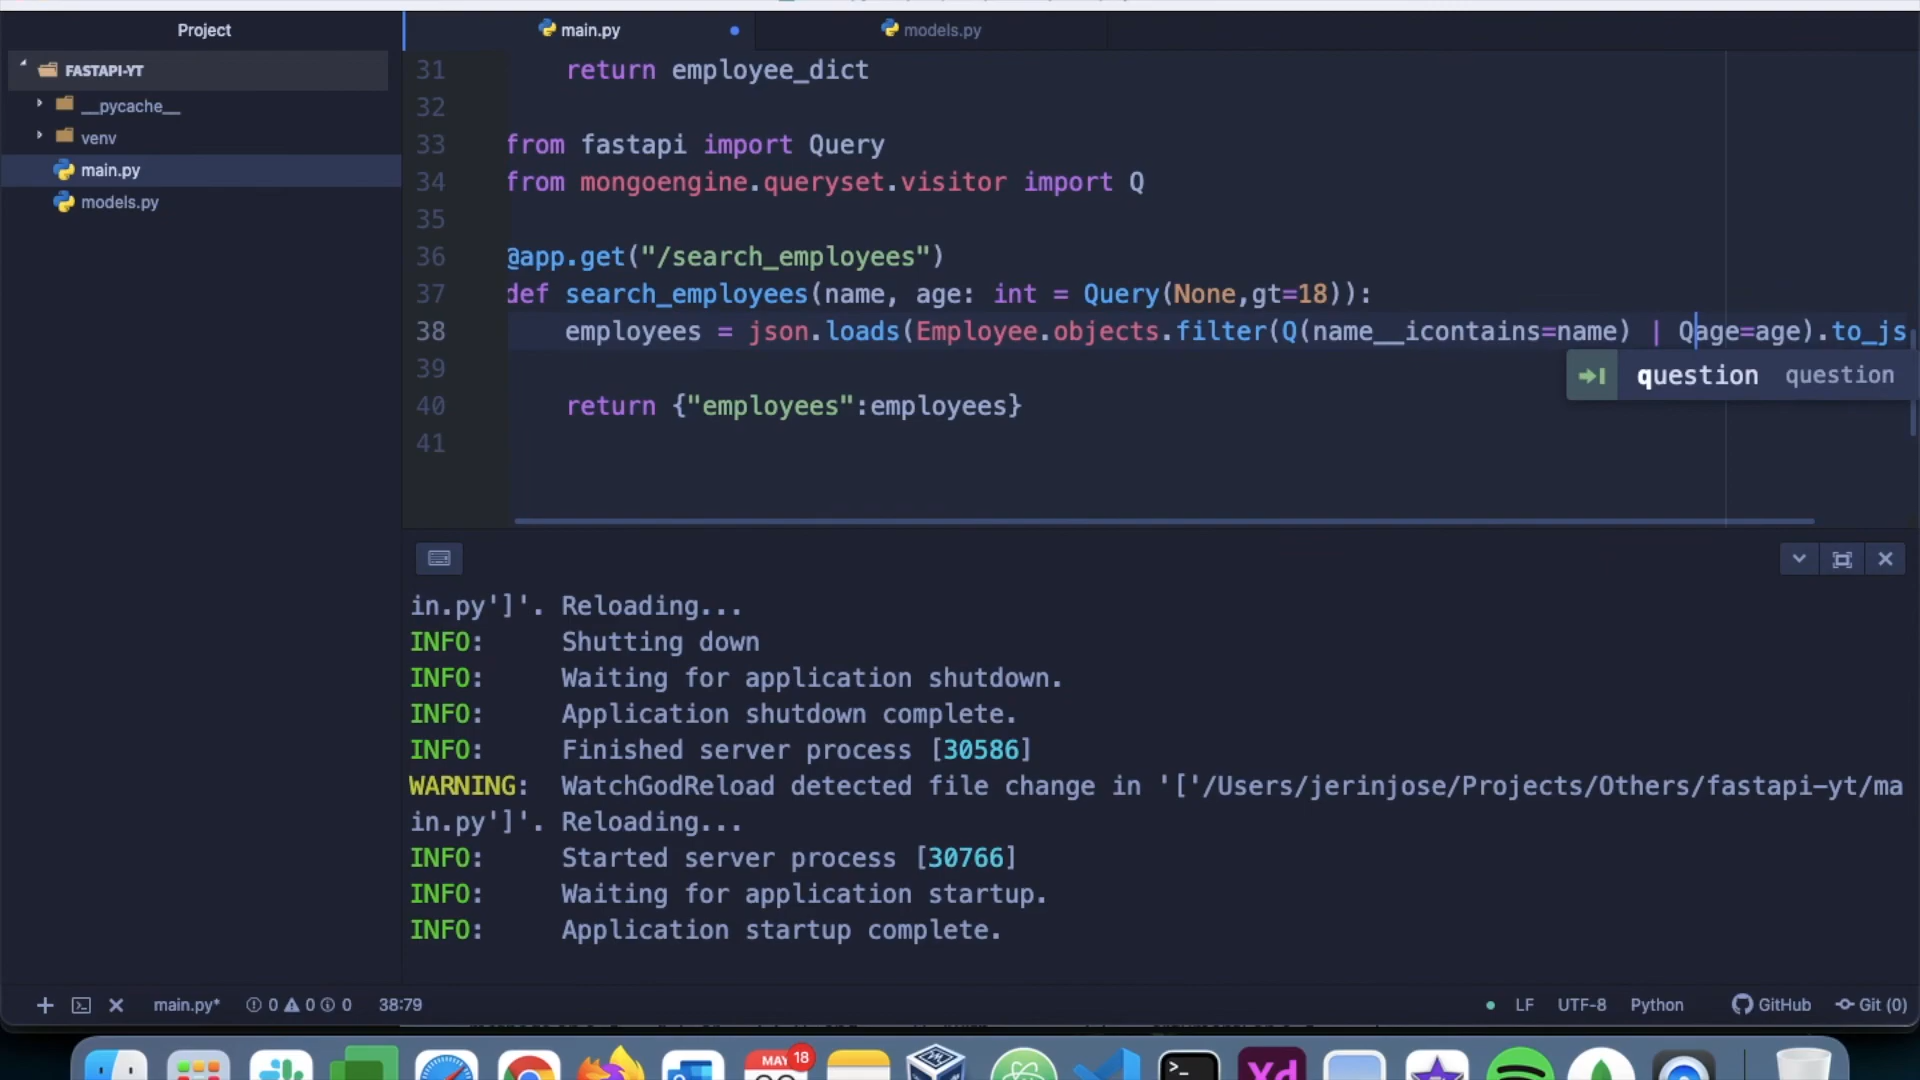 Project
FASTAPI-YT
__pycache__
venv
main.py
models.py
main.py
models.py
31 return employee_dict
32
33 from fastapi import Query
34 from mongoengine.queryset.visitor import Q
35
36 @app.get("/search_employees")
37 def search_employees(name, age: int = Query(None,gt=18)):
38 employees = json.loads(Employee.objects.filter(Q(name__icontains=name) | Qage=age).to_js
39
question question
40 return {"employees":employees}
41
in.py']'. Reloading...
INFO: Shutting down
INFO: Waiting for application shutdown.
INFO: Application shutdown complete.
INFO: Finished server process [30586]
WARNING: WatchGodReload detected file change in '['/Users/jerinjose/Projects/Others/fastapi-yt/ma
in.py']'. Reloading...
INFO: Started server process [30766]
INFO: Waiting for application startup.
INFO: Application startup complete.
main.py* 0 0 0 38:79 LF UTF-8 Python GitHub Git (0)
MAY 18
Xd